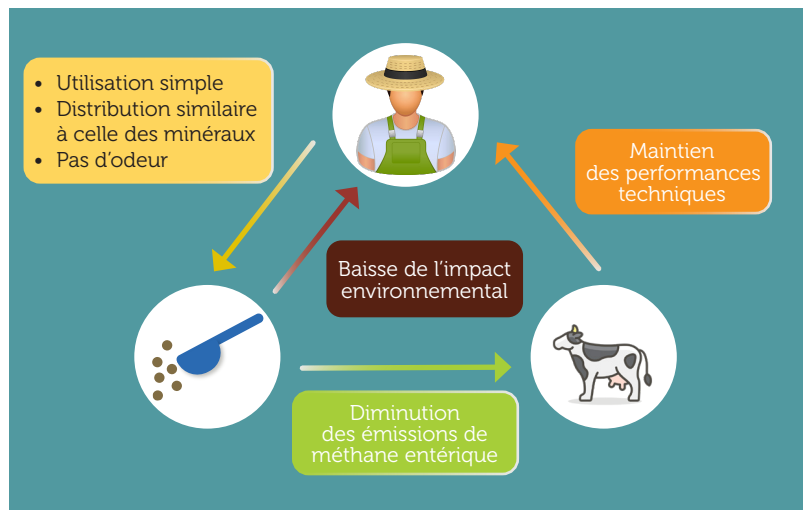 • Utilisation simple
• Distribution similaire
à celle des minéraux
• Pas d’odeur
Maintien
des performances
techniques
Baisse de l’impact
environnemental
Diminution
des émissions de
méthane entérique